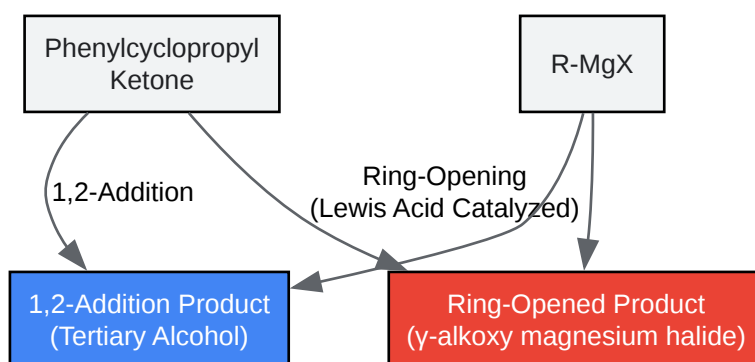 Phenylcyclopropyl
Ketone
R-MgX
1,2-Addition
Ring-Opening
(Lewis Acid Catalyzed)
1,2-Addition Product
(Tertiary Alcohol)
Ring-Opened Product
(γ-alkoxy magnesium halide)